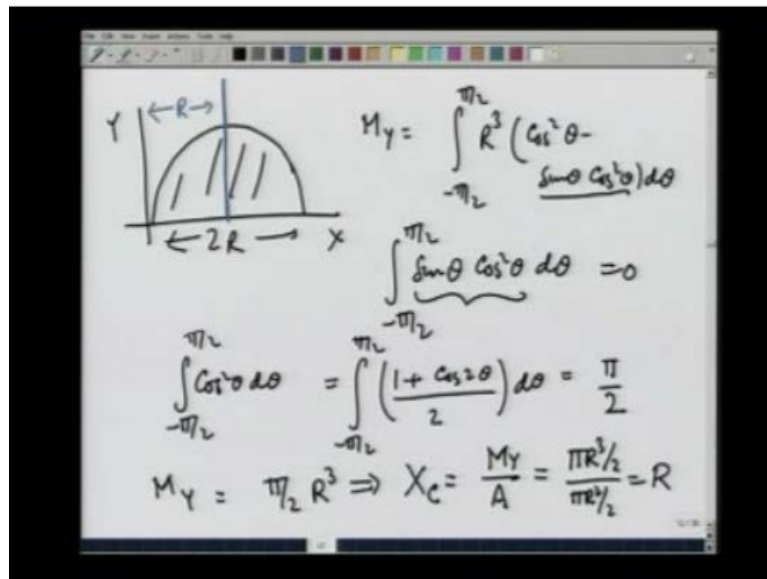 ←R→
Y
M_Y = ∫_{-π/2}^{π/2} R³ (Cos²θ -
Sinθ Cos²θ) dθ
← 2R → X
∫_{-π/2}^{π/2} Sinθ Cos²θ dθ = 0
∫_{-π/2}^{π/2} Cos²θ dθ = ∫_{-π/2}^{π/2} (1 + Cos2θ / 2) dθ = π/2
M_Y = π/2 R³ ⇒ X_C = M_Y/A = (πR³/2)/(πR²/2) = R